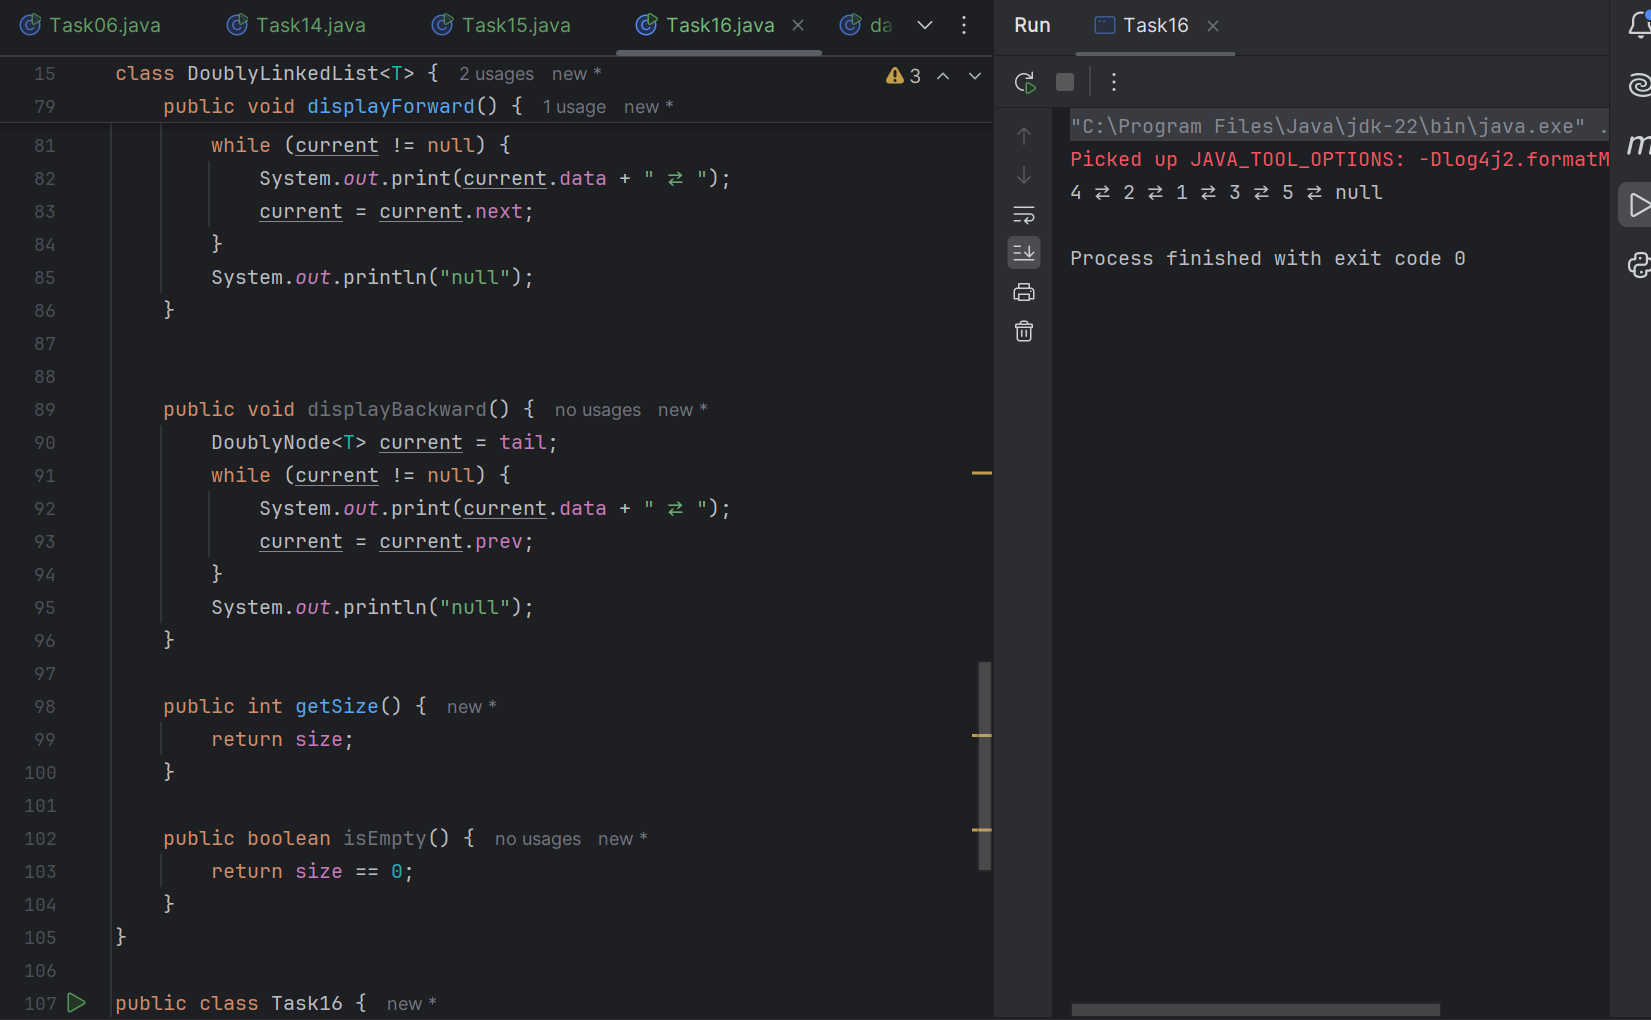 Task06.java Task14.java Task15.java Task16.java da
Run Task16
15 class DoublyLinkedList<T> { 2 usages new *
3
79 public void displayForward() { 1 usage new *
81 while (current != null) {
82 System.out.print(current.data + " ⇄ ");
83 current = current.next;
84 }
85 System.out.println("null");
86 }
87
88
89 public void displayBackward() { no usages new *
90 DoublyNode<T> current = tail;
91 while (current != null) {
92 System.out.print(current.data + " ⇄ ");
93 current = current.prev;
94 }
95 System.out.println("null");
96 }
97
98 public int getSize() { new *
99 return size;
100 }
101
102 public boolean isEmpty() { no usages new *
103 return size == 0;
104 }
105 }
106
107 public class Task16 { new *
"C:\Program Files\Java\jdk-22\bin\java.exe" .
Picked up JAVA_TOOL_OPTIONS: -Dlog4j2.formatM
4 ⇄ 2 ⇄ 1 ⇄ 3 ⇄ 5 ⇄ null
Process finished with exit code 0
m